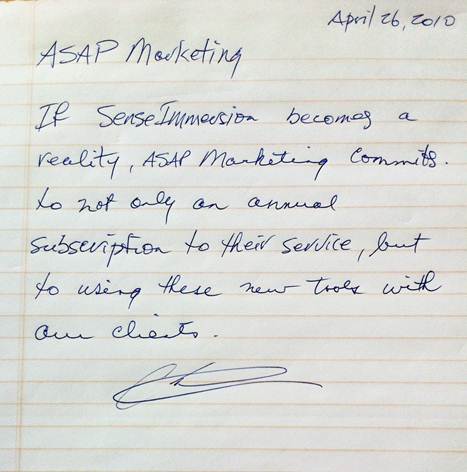 April 26, 2010
ASAP Marketing
If SenseImmersion becomes a
reality, ASAP Marketing commits
to not only an annual
subscription to their service, but
to using these new tools with
our clients.